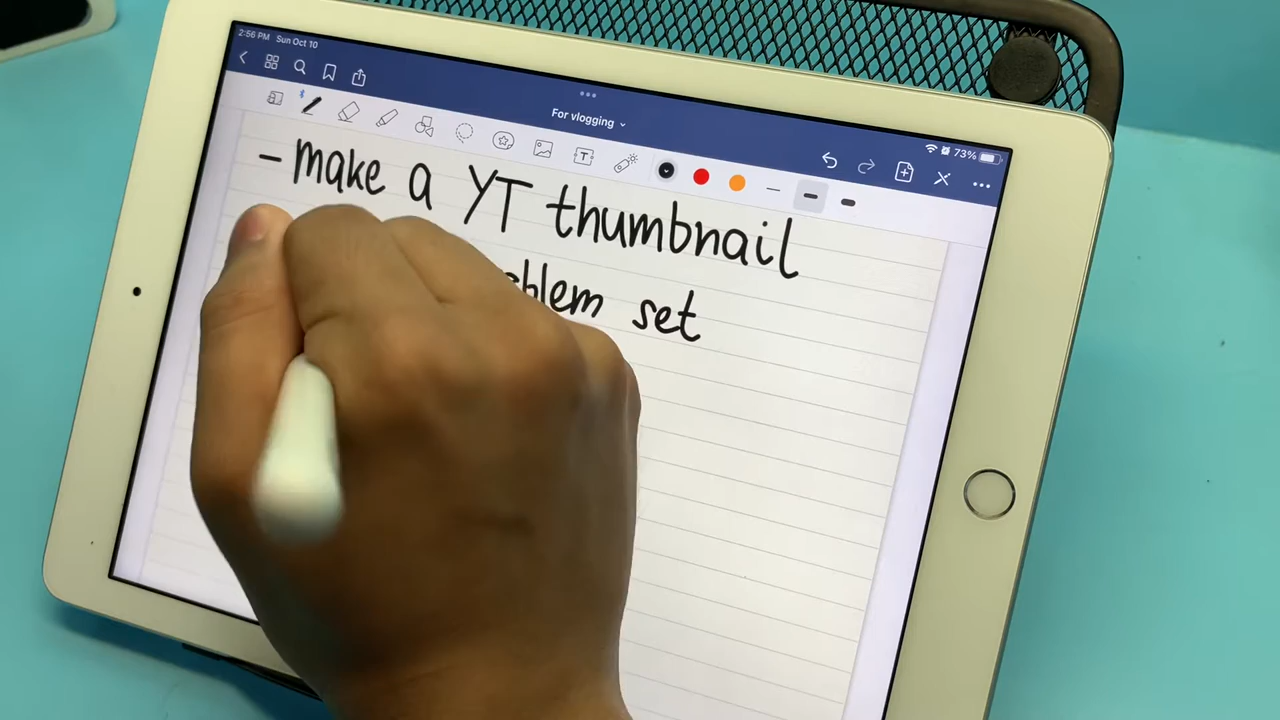 2:56 PM Sun Oct 10
For vlogging
73%
T
- make a YT thumbnail
set